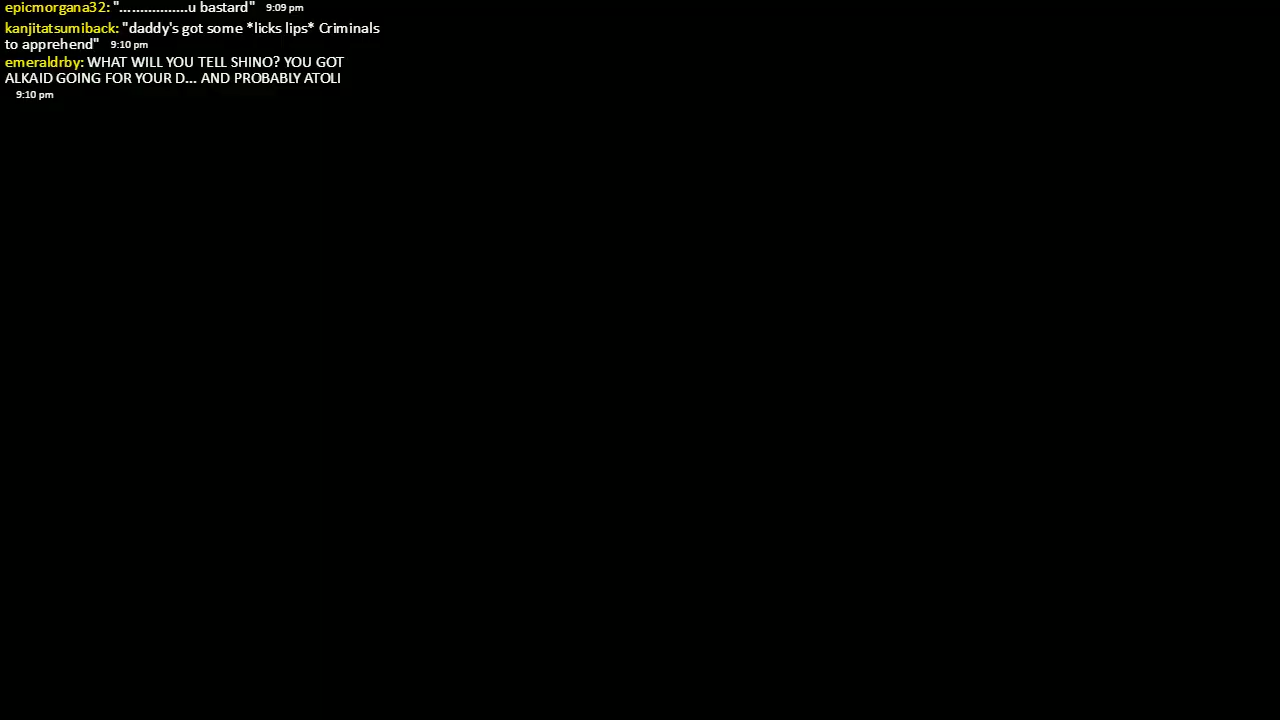 epicmorgana32: ".................u bastard" 9:09 pm
kanjitatsumiback: "daddy's got some *licks lips* Criminals
to apprehend" 9:10 pm
emeraldrby: WHAT WILL YOU TELL SHINO? YOU GOT
ALKAID GOING FOR YOUR D... AND PROBABLY ATOLI
9:10 pm